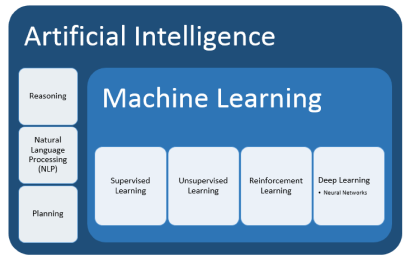 Artificial Intelligence
Reasoning
Natural
Language
Processing
(NLP)
Planning
Machine Learning
Supervised
Learning
Unsupervised
Learning
Reinforcement
Learning
Deep Learning
• Neural Networks